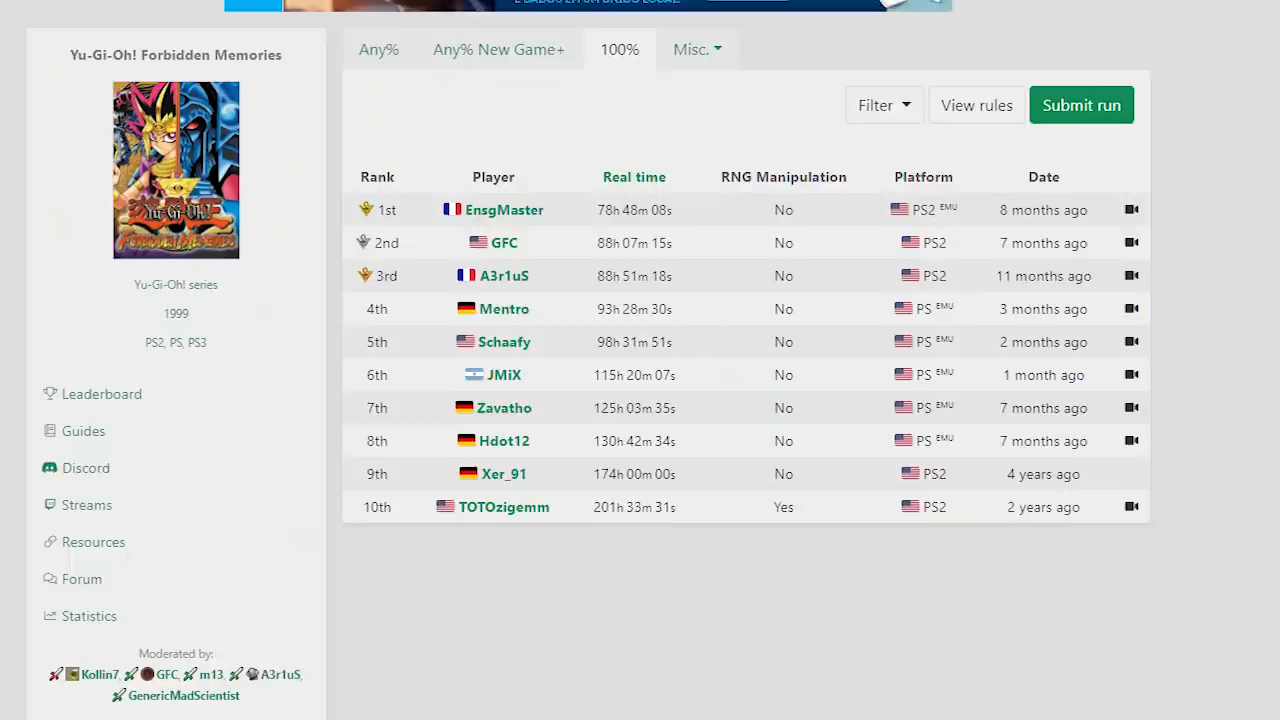 Yu-Gi-Oh! Forbidden Memories
Yu-Gi-Oh!
FORBIDDEN MEMORIES
Yu-Gi-Oh! series
1999
PS2, PS, PS3
Leaderboard
Guides
Discord
Streams
Resources
Forum
Statistics
Moderated by:
Kollin7, GFC, m13, A3r1uS,
GenericMadScientist
Any% Any% New Game+ 100% Misc.
Filter View rules Submit run
Rank Player Real time RNG Manipulation Platform Date
1st EnsgMaster 78h 48m 08s No PS2 EMU 8 months ago
2nd GFC 88h 07m 15s No PS2 7 months ago
3rd A3r1uS 88h 51m 18s No PS2 11 months ago
4th Mentro 93h 28m 30s No PS EMU 3 months ago
5th Schaafy 98h 31m 51s No PS EMU 2 months ago
6th JMiX 115h 20m 07s No PS EMU 1 month ago
7th Zavatho 125h 03m 35s No PS EMU 7 months ago
8th Hdot12 130h 42m 34s No PS EMU 7 months ago
9th Xer_91 174h 00m 00s No PS2 4 years ago
10th TOTOzigemm 201h 33m 31s Yes PS2 2 years ago